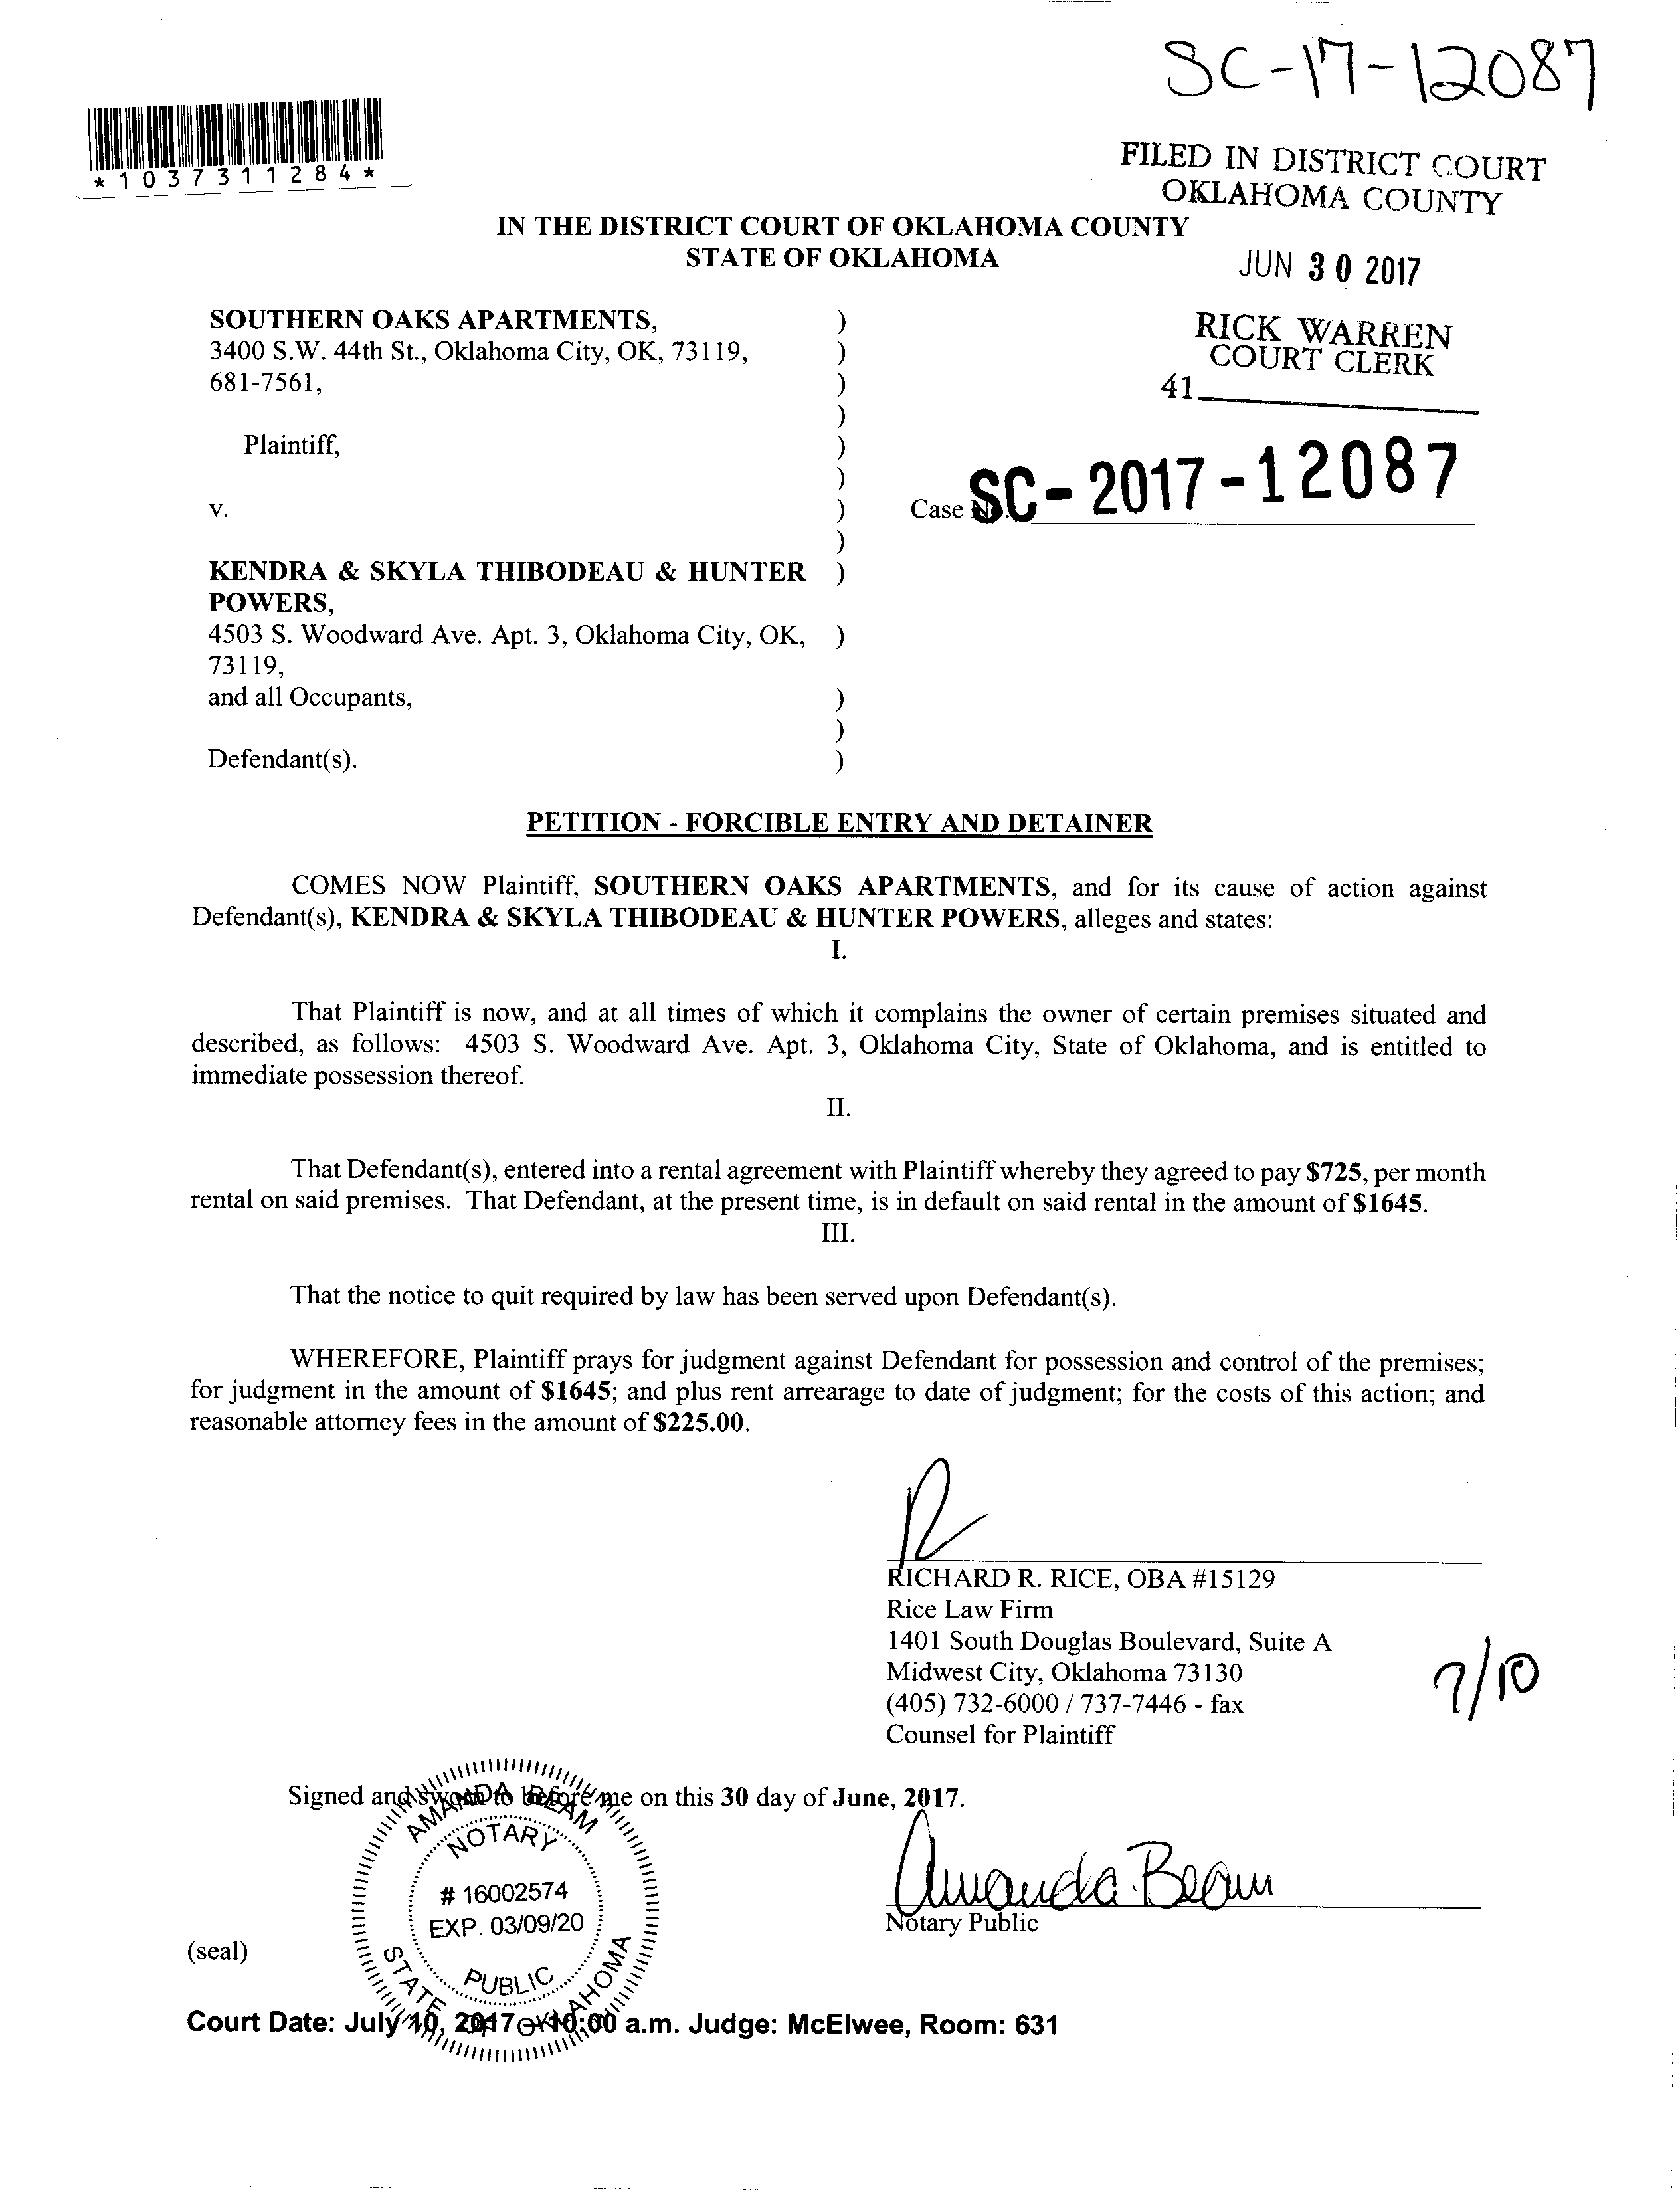 SC-17-12087
*1037311284*
FILED IN DISTRICT COURT
OKLAHOMA COUNTY
IN THE DISTRICT COURT OF OKLAHOMA COUNTY
STATE OF OKLAHOMA
JUN 30 2017
SOUTHERN OAKS APARTMENTS, )
3400 S.W. 44th St., Oklahoma City, OK, 73119, )
681-7561, )
)
Plaintiff, )
)
v. )
)
KENDRA & SKYLA THIBODEAU & HUNTER )
POWERS,
4503 S. Woodward Ave. Apt. 3, Oklahoma City, OK, )
73119,
and all Occupants, )
)
Defendant(s). )
RICK WARREN
COURT CLERK
41
Case No. SC-2017-12087
PETITION - FORCIBLE ENTRY AND DETAINER
COMES NOW Plaintiff, SOUTHERN OAKS APARTMENTS, and for its cause of action against
Defendant(s), KENDRA & SKYLA THIBODEAU & HUNTER POWERS, alleges and states:
I.
That Plaintiff is now, and at all times of which it complains the owner of certain premises situated and
described, as follows: 4503 S. Woodward Ave. Apt. 3, Oklahoma City, State of Oklahoma, and is entitled to
immediate possession thereof.
II.
That Defendant(s), entered into a rental agreement with Plaintiff whereby they agreed to pay $725, per month
rental on said premises. That Defendant, at the present time, is in default on said rental in the amount of $1645.
III.
That the notice to quit required by law has been served upon Defendant(s).
WHEREFORE, Plaintiff prays for judgment against Defendant for possession and control of the premises;
for judgment in the amount of $1645; and plus rent arrearage to date of judgment; for the costs of this action; and
reasonable attorney fees in the amount of $225.00.
R
RICHARD R. RICE, OBA #15129
Rice Law Firm
1401 South Douglas Boulevard, Suite A
Midwest City, Oklahoma 73130
(405) 732-6000 / 737-7446 - fax
Counsel for Plaintiff
7/10
Signed and sworn to before me on this 30 day of June, 2017.
AMANDA BEAM
NOTARY
# 16002574
EXP. 03/09/20
PUBLIC
STATE OF OKLAHOMA
Amanda Beam
Notary Public
(seal)
Court Date: July 10, 2017 @ 10:00 a.m. Judge: McElwee, Room: 631